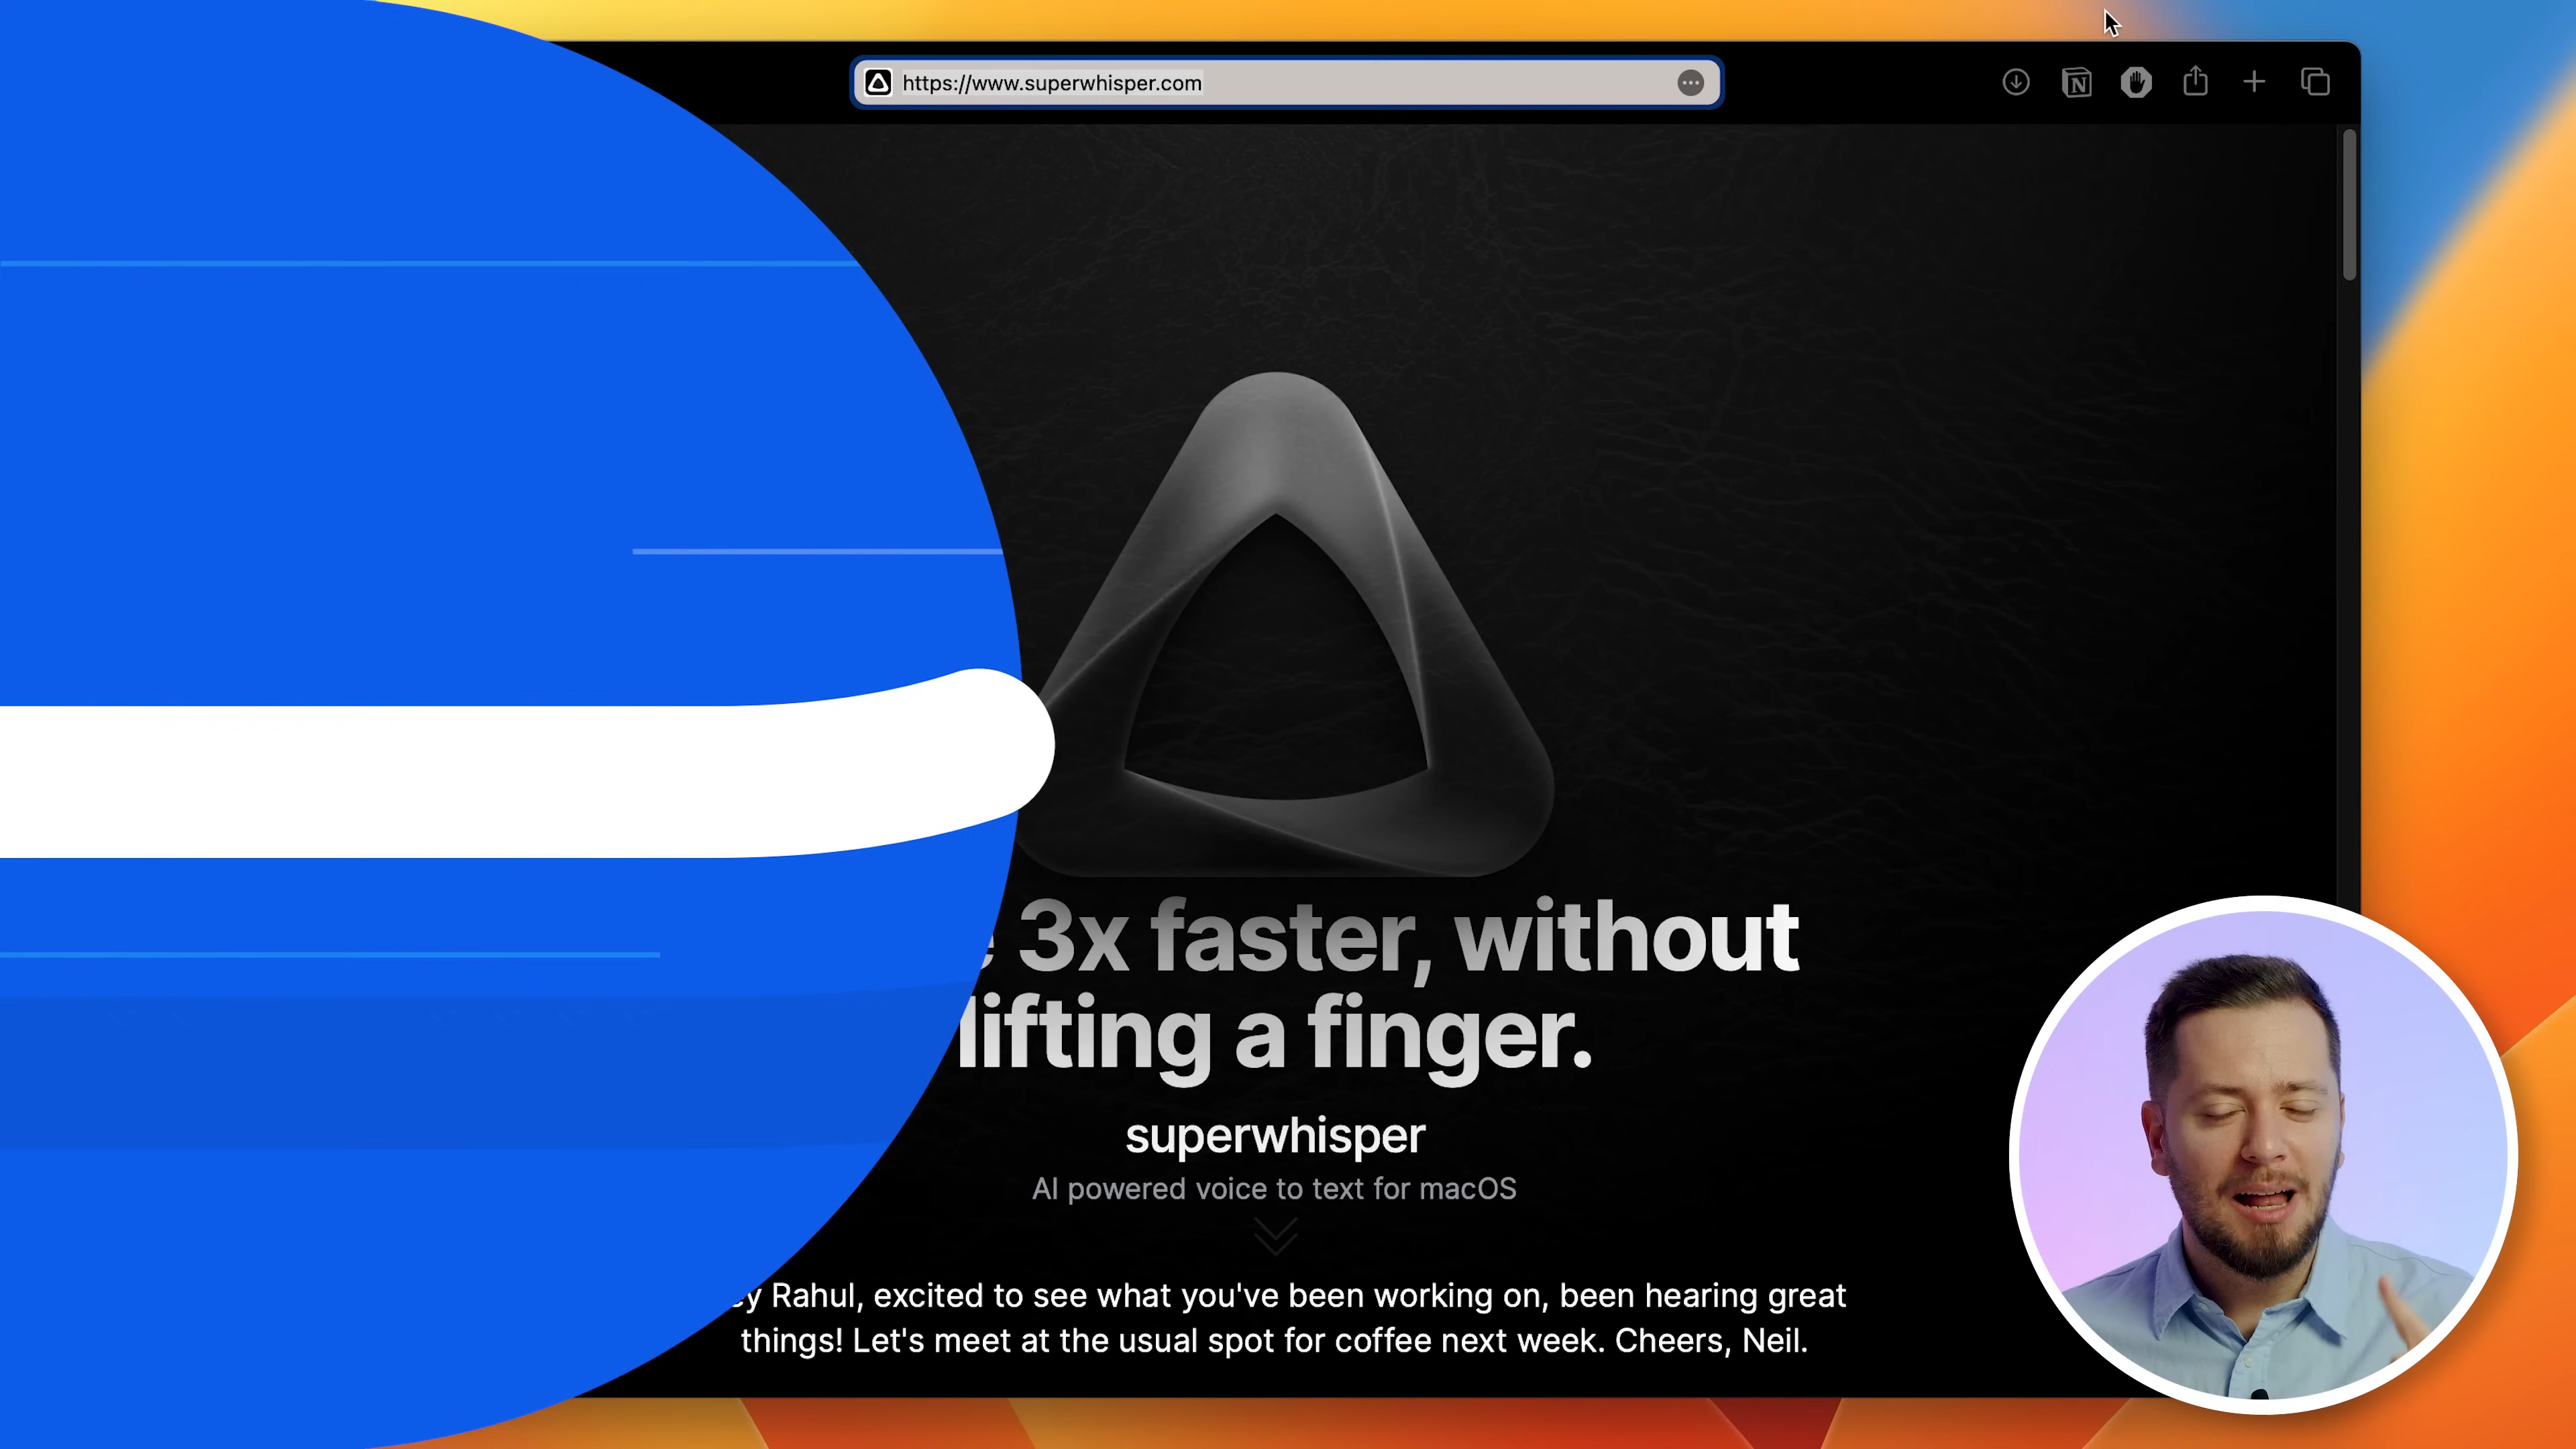 https://www.superwhisper.com
3x faster, without
lifting a finger.
superwhisper
AI powered voice to text for macOS
Rahul, excited to see what you've been working on, been hearing great
things! Let's meet at the usual spot for coffee next week. Cheers, Neil.